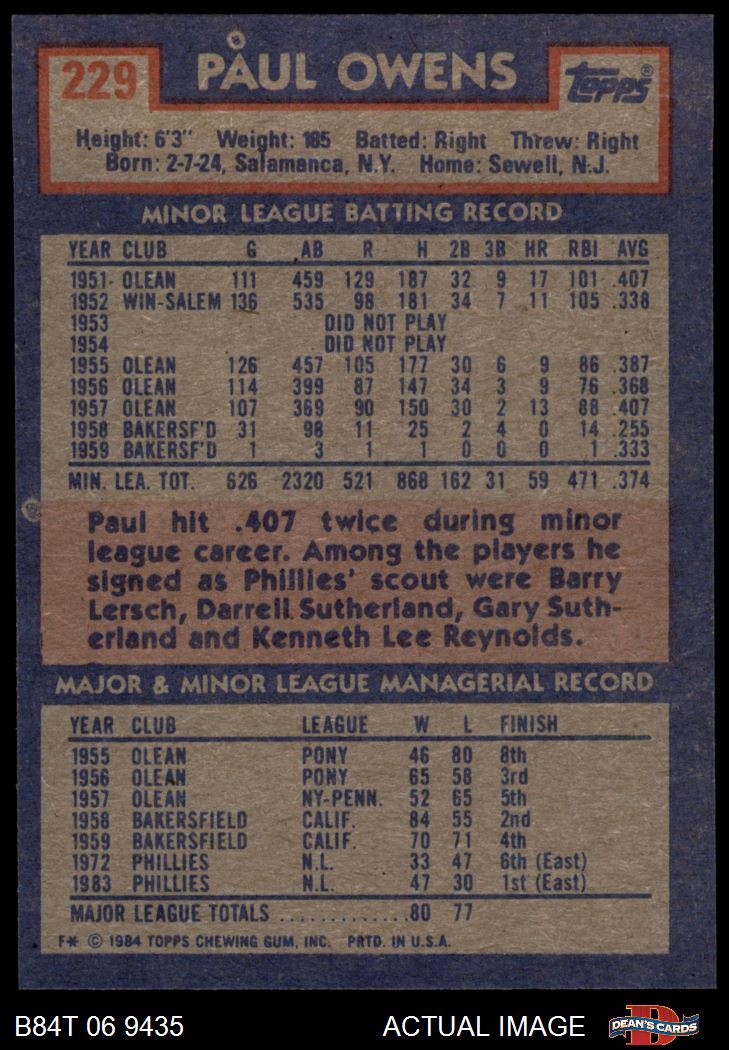 229
PAUL OWENS
TOPPS®
Height: 6'3" Weight: 185 Batted: Right Threw: Right
Born: 2-7-24, Salamanca, N.Y. Home: Sewell, N.J.
MINOR LEAGUE BATTING RECORD
YEAR CLUB G AB R H 2B 3B HR RBI AVG
1951 OLEAN 111 459 129 187 32 9 17 101 .407
1952 WIN-SALEM 136 535 98 181 34 7 11 105 .338
1953 DID NOT PLAY
1954 DID NOT PLAY
1955 OLEAN 126 457 105 177 30 6 9 86 .387
1956 OLEAN 114 399 87 147 34 3 9 76 .368
1957 OLEAN 107 369 90 150 30 2 13 88 .407
1958 BAKERSF'D 31 98 11 25 2 4 0 14 .255
1959 BAKERSF'D 1 3 1 1 0 0 0 1 .333
MIN. LEA. TOT. 626 2320 521 868 162 31 59 471 .374
Paul hit .407 twice during minor
league career. Among the players he
signed as Phillies' scout were Barry
Lersch, Darrell Sutherland, Gary Suth-
erland and Kenneth Lee Reynolds.
MAJOR & MINOR LEAGUE MANAGERIAL RECORD
YEAR CLUB LEAGUE W L FINISH
1955 OLEAN PONY 46 80 8th
1956 OLEAN PONY 65 58 3rd
1957 OLEAN NY-PENN. 52 65 5th
1958 BAKERSFIELD CALIF. 84 55 2nd
1959 BAKERSFIELD CALIF. 70 71 4th
1972 PHILLIES N.L. 33 47 6th (East)
1983 PHILLIES N.L. 47 30 1st (East)
MAJOR LEAGUE TOTALS ............80 77
F* © 1984 TOPPS CHEWING GUM, INC. PRTD. IN U.S.A.
B84T 06 9435 ACTUAL IMAGE
D
DEAN'S CARDS